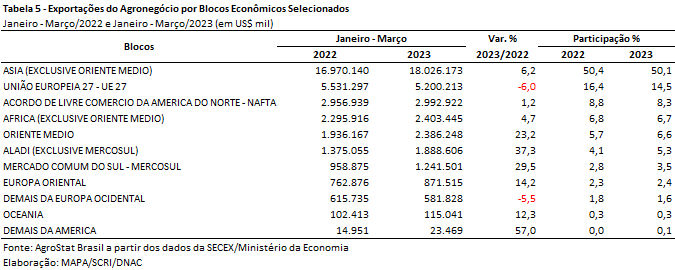 Tabela 5 - Exportações do Agronegócio por Blocos Econômicos Selecionados
Janeiro - Março/2022 e Janeiro - Março/2023 (em US$ mil)
Blocos Janeiro - Março Var. % Participação %
2022 2023 2023/2022 2022 2023
ASIA (EXCLUSIVE ORIENTE MEDIO) 16.970.140 18.026.173 6,2 50,4 50,1
UNIÃO EUROPEIA 27 - UE 27 5.531.297 5.200.213 -6,0 16,4 14,5
ACORDO DE LIVRE COMERCIO DA AMERICA DO NORTE - NAFTA 2.956.939 2.992.922 1,2 8,8 8,3
AFRICA (EXCLUSIVE ORIENTE MEDIO) 2.295.916 2.403.445 4,7 6,8 6,7
ORIENTE MEDIO 1.936.167 2.386.248 23,2 5,7 6,6
ALADI (EXCLUSIVE MERCOSUL) 1.375.055 1.888.606 37,3 4,1 5,3
MERCADO COMUM DO SUL - MERCOSUL 958.875 1.241.501 29,5 2,8 3,5
EUROPA ORIENTAL 762.876 871.515 14,2 2,3 2,4
DEMAIS DA EUROPA OCIDENTAL 615.735 581.828 -5,5 1,8 1,6
OCEANIA 102.413 115.041 12,3 0,3 0,3
DEMAIS DA AMERICA 14.951 23.469 57,0 0,0 0,1
Fonte: AgroStat Brasil a partir dos dados da SECEX/Ministério da Economia
Elaboração: MAPA/SCRI/DNAC